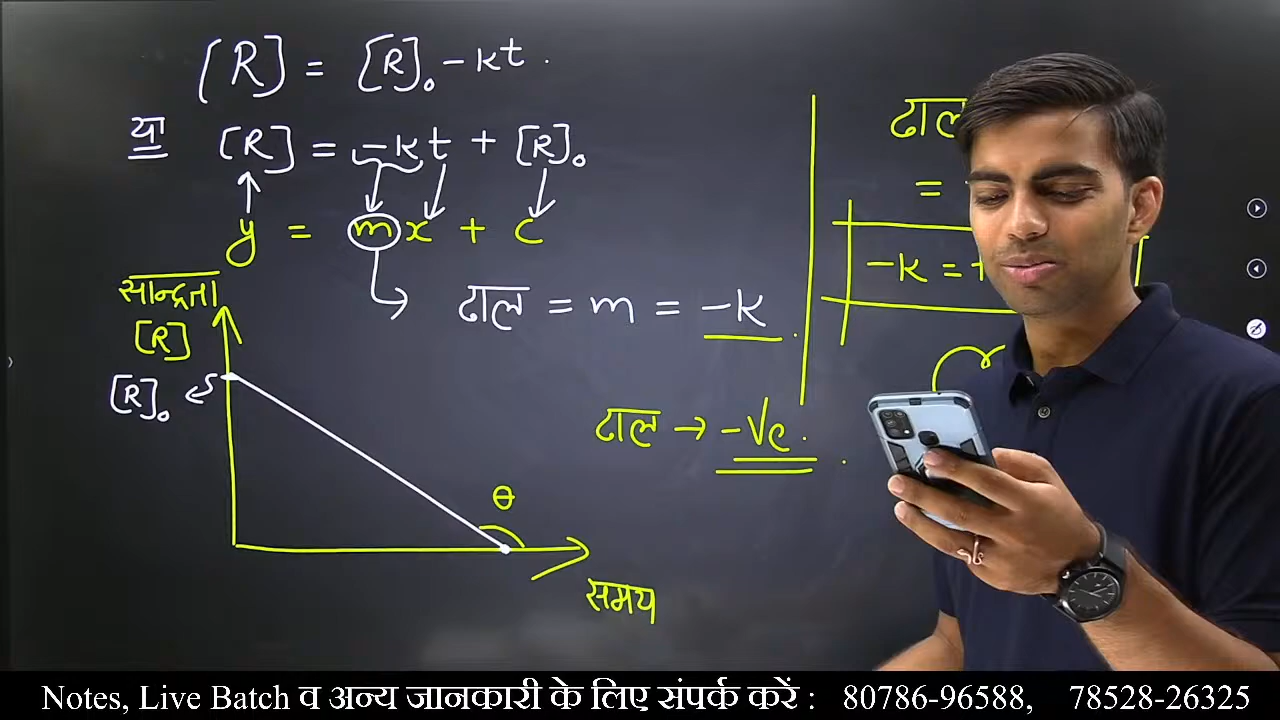 [R] = [R]₀ - kt .
या [R] = -kt + [R]₀
y = mx + c
ढाल = m = -k .
सान्द्रता
[R]
[R]₀
θ
समय
ढाल → -Ve .
ढाल
=
-k = +
Notes, Live Batch व अन्य जानकारी के लिए संपर्क करें : 80786-96588, 78528-26325